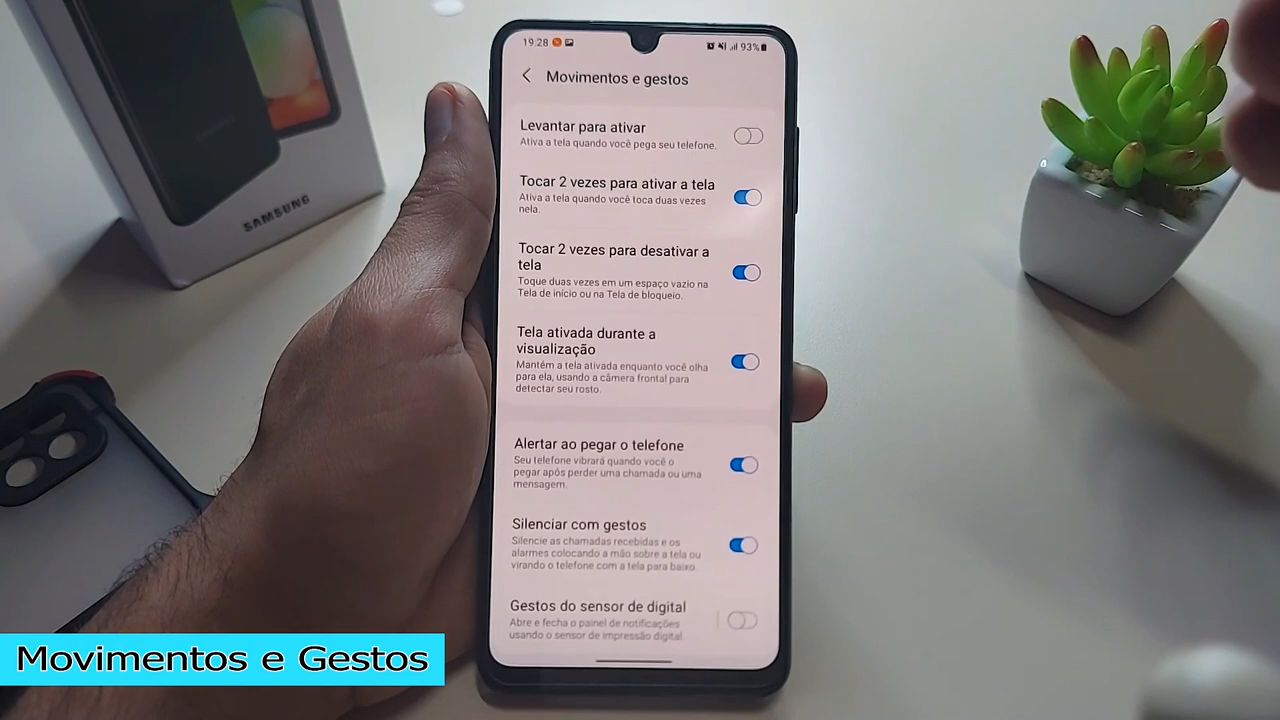 SAMSUNG
19:28
93%
Movimentos e gestos
Levantar para ativar
Ativa a tela quando você pega seu telefone.
Tocar 2 vezes para ativar a tela
Ativa a tela quando você toca duas vezes
nela.
Tocar 2 vezes para desativar a
tela
Toque duas vezes em um espaço vazio na
Tela de início ou na Tela de bloqueio.
Tela ativada durante a
visualização
Mantém a tela ativada enquanto você olha
para ela, usando a câmera frontal para
detectar seu rosto.
Alertar ao pegar o telefone
Seu telefone vibrará quando você o
pegar após perder uma chamada ou uma
mensagem.
Silenciar com gestos
Silencie as chamadas recebidas e os
alarmes colocando a mão sobre a tela ou
virando o telefone com a tela para baixo.
Gestos do sensor de digital
Abre e fecha o painel de notificações
usando o sensor de impressão digital.
Movimentos e Gestos